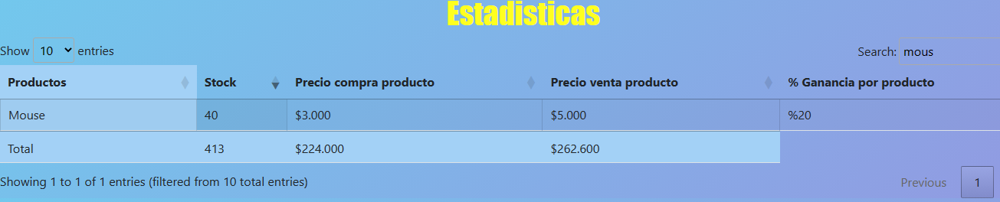 Estadisticas
Show 10 entries Search: mous
Productos Stock Precio compra producto Precio venta producto % Ganancia por producto
Mouse 40 $3.000 $5.000 %20
Total 413 $224.000 $262.600
Showing 1 to 1 of 1 entries (filtered from 10 total entries) Previous 1